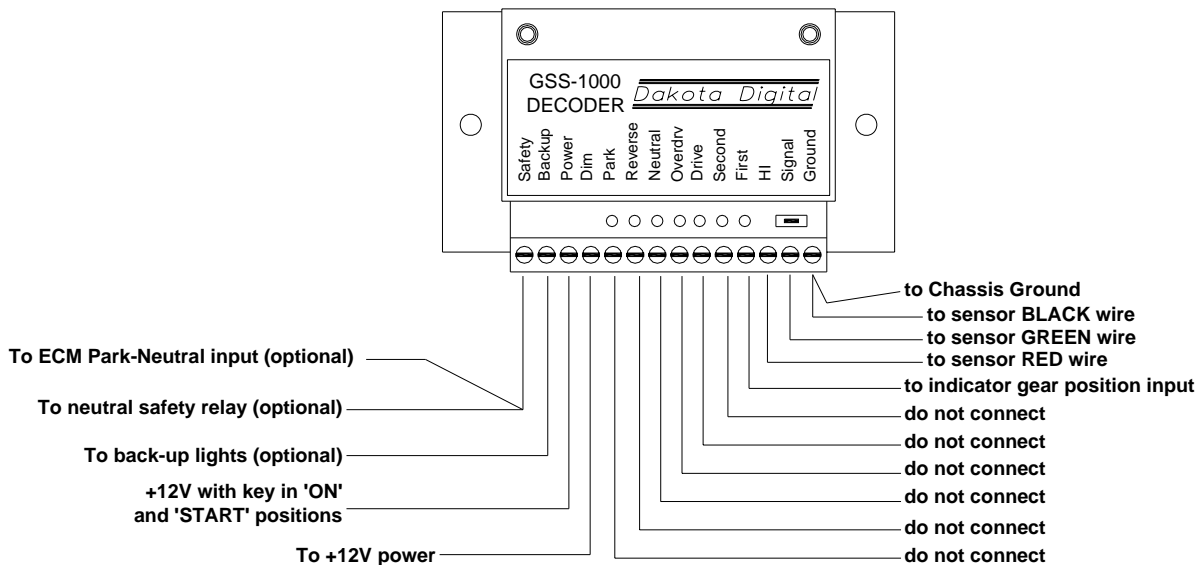 GSS-1000
DECODER
Dakota Digital
Safety
Backup
Power
Dim
Park
Reverse
Neutral
Overdrv
Drive
Second
First
HI
Signal
Ground
to Chassis Ground
to sensor BLACK wire
to sensor GREEN wire
To ECM Park-Neutral input (optional)
to sensor RED wire
to indicator gear position input
To neutral safety relay (optional)
do not connect
do not connect
To back-up lights (optional)
do not connect
+12V with key in 'ON'
and 'START' positions
do not connect
do not connect
To +12V power
do not connect